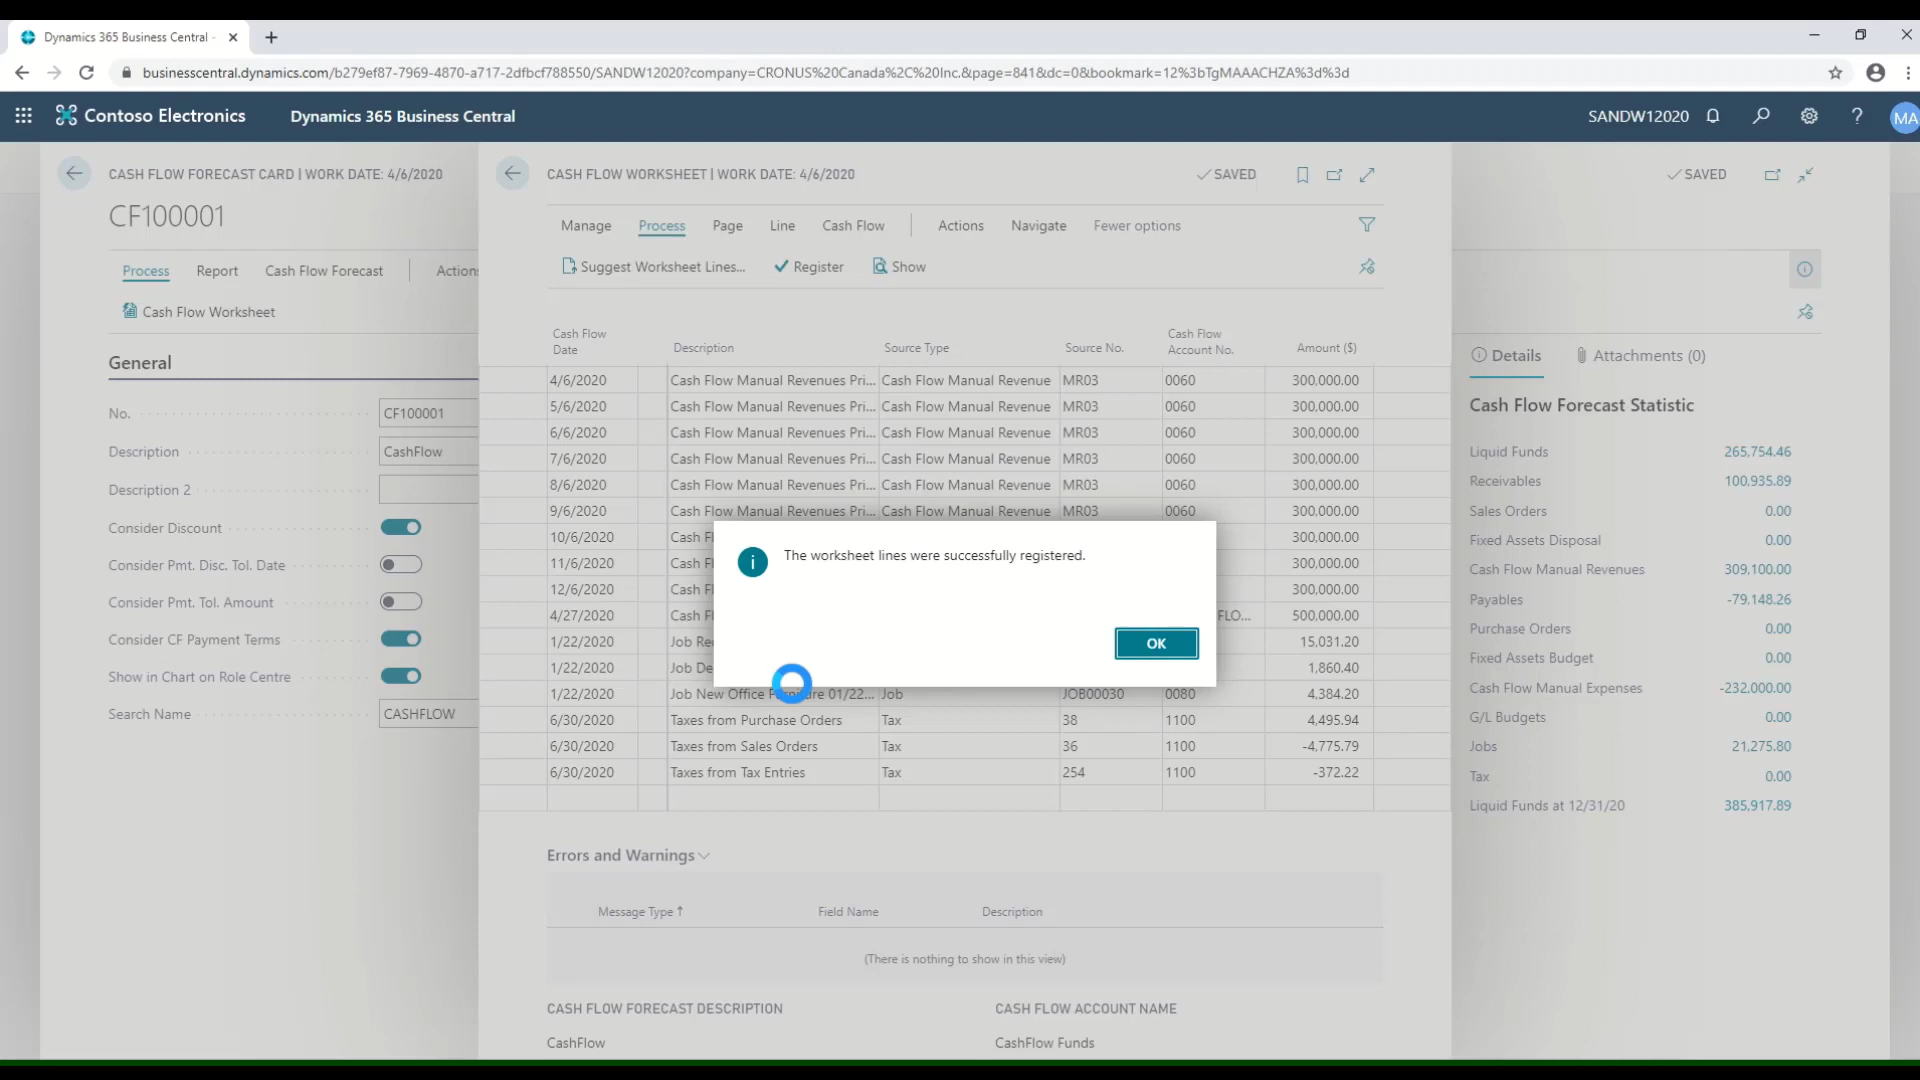 Dynamics 365 Business Central -
businesscentral.dynamics.com/b279ef87-7969-4870-a717-2dfbcf788550/SANDW12020?company=CRONUS%20Canada%2C%20Inc.&page=841&dc=0&bookmark=12%3bTgMAAACHZA%3d%3d
Contoso Electronics
Dynamics 365 Business Central
SANDW12020
MA
CASH FLOW FORECAST CARD | WORK DATE: 4/6/2020
CF100001
Process Report Cash Flow Forecast Actions
Cash Flow Worksheet
General
No. CF100001
Description CashFlow
Description 2
Consider Discount
Consider Pmt. Disc. Tol. Date
Consider Pmt. Tol. Amount
Consider CF Payment Terms
Show in Chart on Role Centre
Search Name CASHFLOW
CASH FLOW WORKSHEET | WORK DATE: 4/6/2020
SAVED
Manage Process Page Line Cash Flow Actions Navigate Fewer options
Suggest Worksheet Lines... Register Show
Cash Flow Date Description Source Type Source No. Cash Flow Account No. Amount ($)
4/6/2020 Cash Flow Manual Revenues Pri... Cash Flow Manual Revenue MR03 0060 300,000.00
5/6/2020 Cash Flow Manual Revenues Pri... Cash Flow Manual Revenue MR03 0060 300,000.00
6/6/2020 Cash Flow Manual Revenues Pri... Cash Flow Manual Revenue MR03 0060 300,000.00
7/6/2020 Cash Flow Manual Revenues Pri... Cash Flow Manual Revenue MR03 0060 300,000.00
8/6/2020 Cash Flow Manual Revenues Pri... Cash Flow Manual Revenue MR03 0060 300,000.00
9/6/2020 Cash Flow Manual Revenues Pri... Cash Flow Manual Revenue MR03 0060 300,000.00
10/6/2020 Cash Fl 300,000.00
11/6/2020 Cash Fl 300,000.00
12/6/2020 Cash Fl 300,000.00
4/27/2020 Cash Fl FLO... 500,000.00
1/22/2020 Job Re 15,031.20
1/22/2020 Job De 1,860.40
1/22/2020 Job New Office 01/22... Job JOB00030 0080 4,384.20
6/30/2020 Taxes from Purchase Orders Tax 38 1100 4,495.94
6/30/2020 Taxes from Sales Orders Tax 36 1100 -4,775.79
6/30/2020 Taxes from Tax Entries Tax 254 1100 -372.22
The worksheet lines were successfully registered.
OK
Errors and Warnings
Message Type Field Name Description
(There is nothing to show in this view)
CASH FLOW FORECAST DESCRIPTION CASH FLOW ACCOUNT NAME
CashFlow CashFlow Funds
SAVED
Details Attachments (0)
Cash Flow Forecast Statistic
Liquid Funds 265,754.46
Receivables 100,935.89
Sales Orders 0.00
Fixed Assets Disposal 0.00
Cash Flow Manual Revenues 309,100.00
Payables -79,148.26
Purchase Orders 0.00
Fixed Assets Budget 0.00
Cash Flow Manual Expenses -232,000.00
G/L Budgets 0.00
Jobs 21,275.80
Tax 0.00
Liquid Funds at 12/31/20 385,917.89